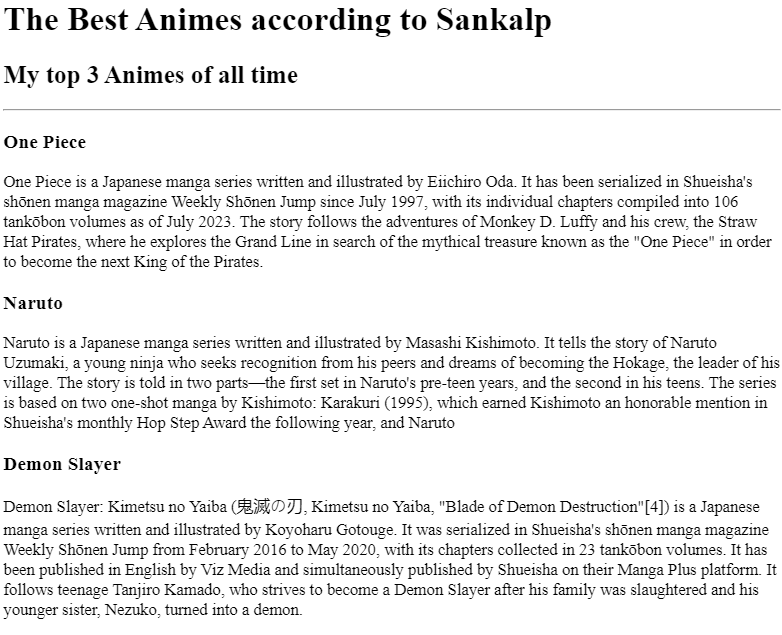 The Best Animes according to Sankalp
My top 3 Animes of all time
One Piece
One Piece is a Japanese manga series written and illustrated by Eiichiro Oda. It has been serialized in Shueisha's
shōnen manga magazine Weekly Shōnen Jump since July 1997, with its individual chapters compiled into 106
tankōbon volumes as of July 2023. The story follows the adventures of Monkey D. Luffy and his crew, the Straw
Hat Pirates, where he explores the Grand Line in search of the mythical treasure known as the "One Piece" in order
to become the next King of the Pirates.
Naruto
Naruto is a Japanese manga series written and illustrated by Masashi Kishimoto. It tells the story of Naruto
Uzumaki, a young ninja who seeks recognition from his peers and dreams of becoming the Hokage, the leader of his
village. The story is told in two parts—the first set in Naruto's pre-teen years, and the second in his teens. The series
is based on two one-shot manga by Kishimoto: Karakuri (1995), which earned Kishimoto an honorable mention in
Shueisha's monthly Hop Step Award the following year, and Naruto
Demon Slayer
Demon Slayer: Kimetsu no Yaiba (鬼滅の刃, Kimetsu no Yaiba, "Blade of Demon Destruction"[4]) is a Japanese
manga series written and illustrated by Koyoharu Gotouge. It was serialized in Shueisha's shōnen manga magazine
Weekly Shōnen Jump from February 2016 to May 2020, with its chapters collected in 23 tankōbon volumes. It has
been published in English by Viz Media and simultaneously published by Shueisha on their Manga Plus platform. It
follows teenage Tanjiro Kamado, who strives to become a Demon Slayer after his family was slaughtered and his
younger sister, Nezuko, turned into a demon.